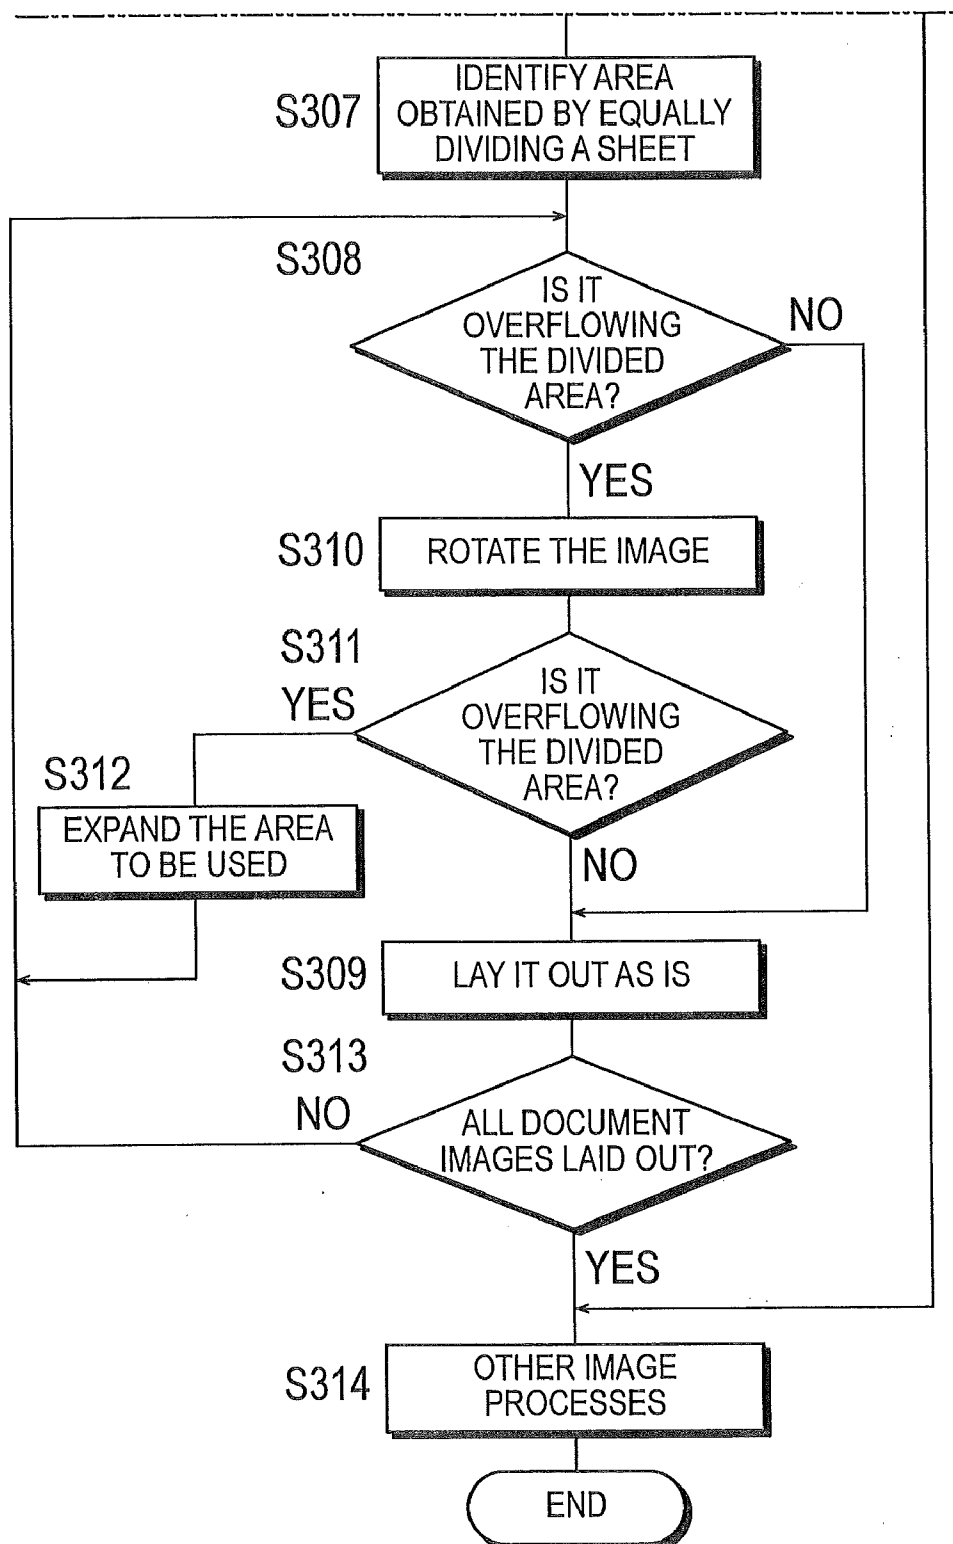 S307
IDENTIFY AREA
OBTAINED BY EQUALLY
DIVIDING A SHEET
S308
IS IT
OVERFLOWING
THE DIVIDED
AREA?
NO
YES
S310
ROTATE THE IMAGE
S311
YES
IS IT
OVERFLOWING
THE DIVIDED
AREA?
S312
EXPAND THE AREA
TO BE USED
NO
S309
LAY IT OUT AS IS
S313
NO
ALL DOCUMENT
IMAGES LAID OUT?
YES
S314
OTHER IMAGE
PROCESSES
END